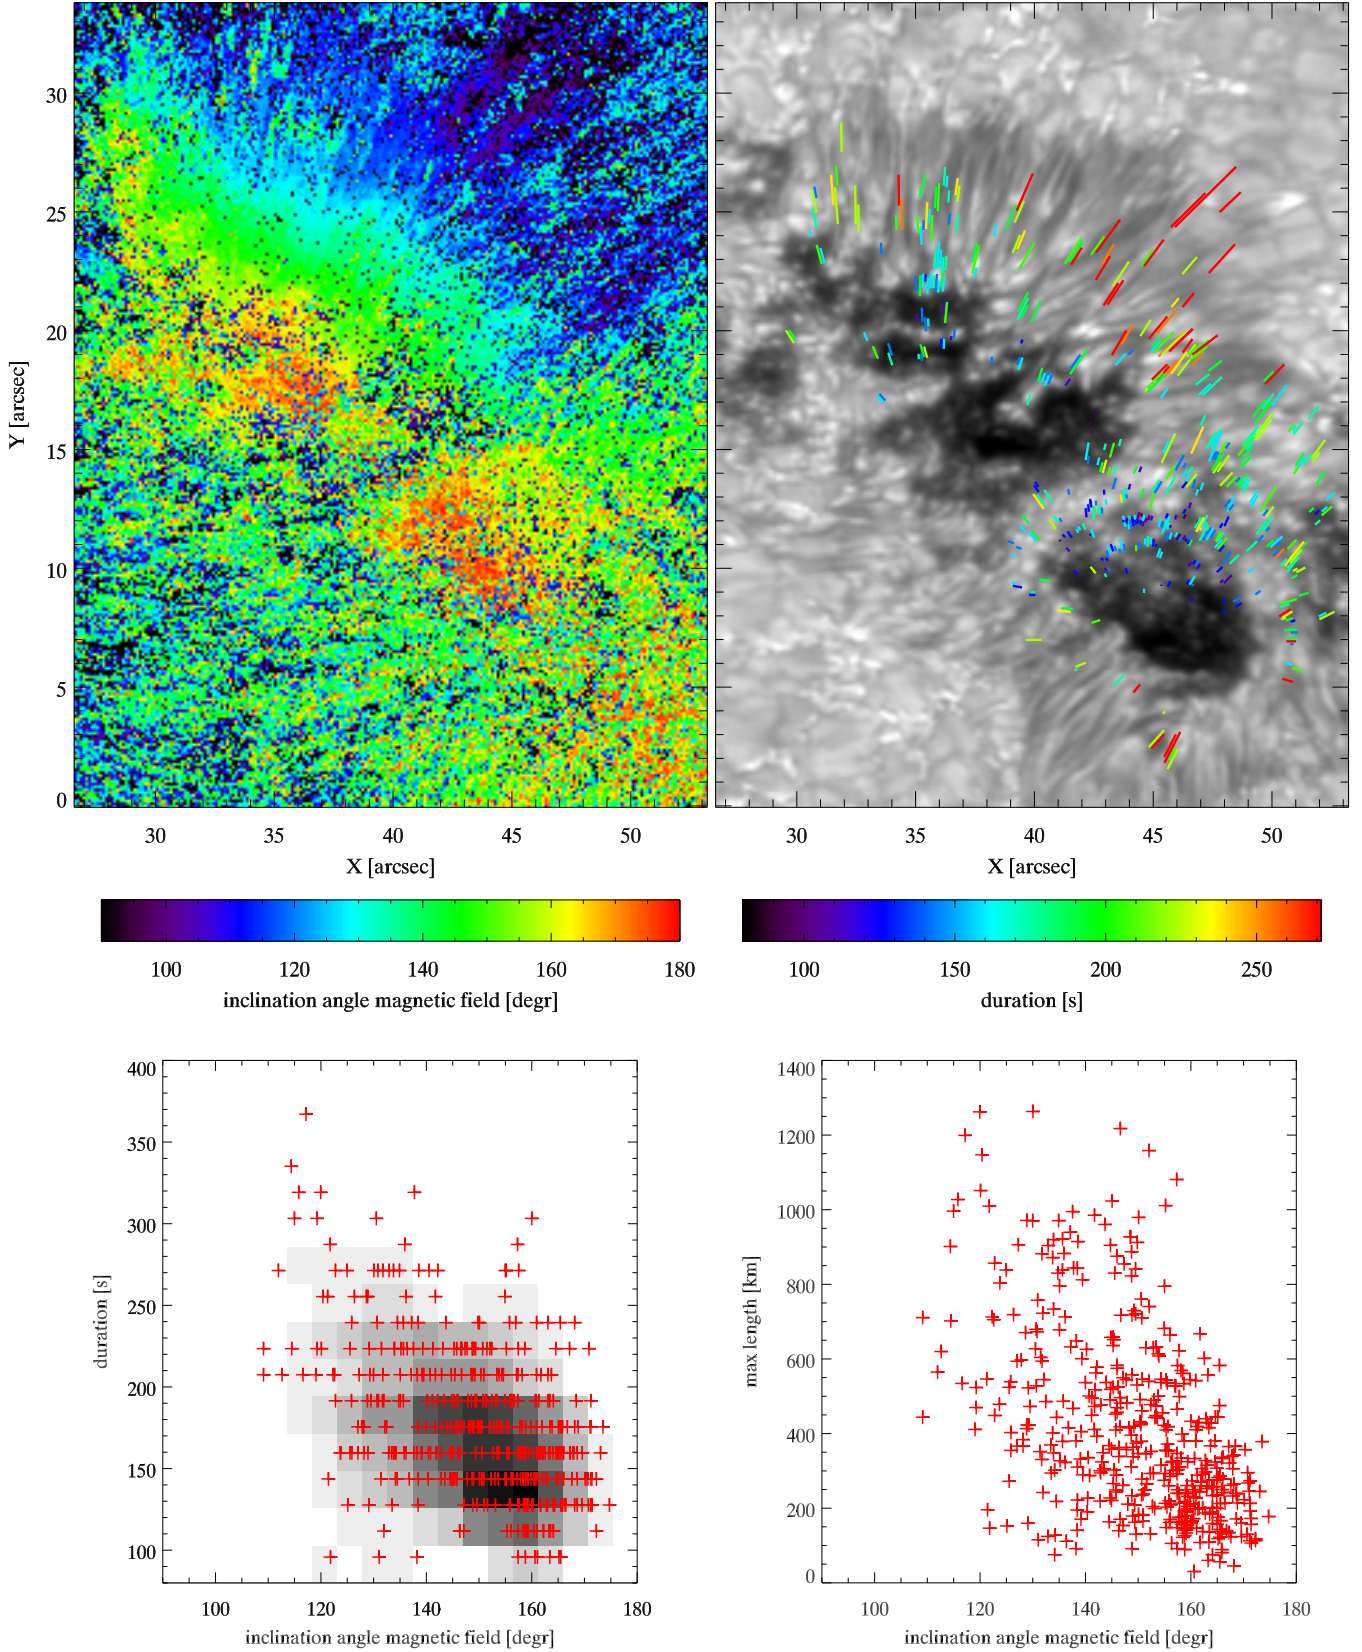 30
25
20
15
10
5
0
Y [arcsec]
30 35 40 45 50
X [arcsec]
30 35 40 45 50
X [arcsec]
100 120 140 160 180
inclination angle magnetic field [degr]
100 150 200 250
duration [s]
400
350
300
250
200
150
100
duration [s]
100 120 140 160 180
inclination angle magnetic field [degr]
1400
1200
1000
800
600
400
200
0
max length [km]
100 120 140 160 180
inclination angle magnetic field [degr]